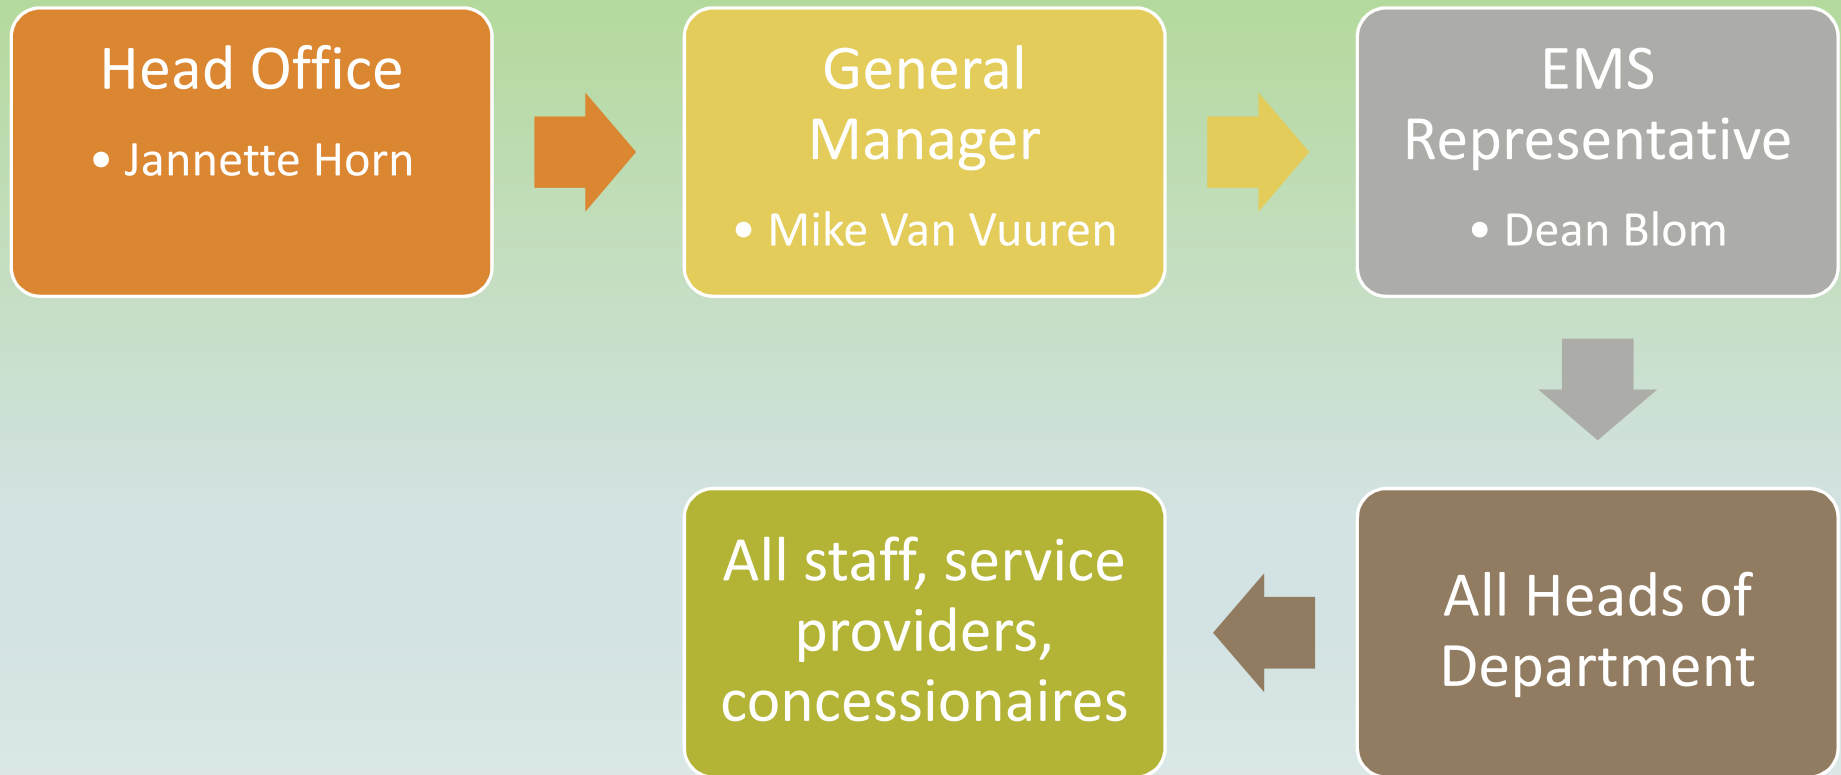 Head Office
• Jannette Horn
General
Manager
• Mike Van Vuuren
EMS
Representative
• Dean Blom
All Heads of
Department
All staff, service
providers,
concessionaires